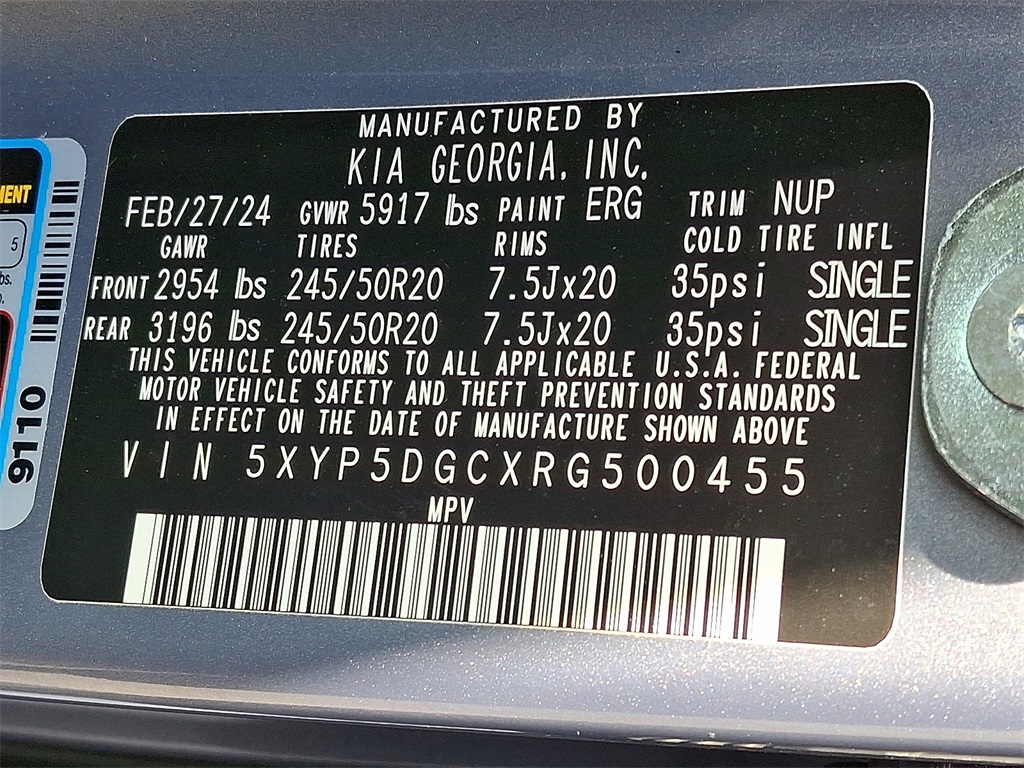 MANUFACTURED BY
KIA GEORGIA, INC.
FEB/27/24 GVWR 5917 lbs PAINT ERG TRIM NUP
GAWR TIRES RIMS COLD TIRE INFL
FRONT 2954 lbs 245/50R20 7.5Jx20 35psi SINGLE
REAR 3196 lbs 245/50R20 7.5Jx20 35psi SINGLE
THIS VEHICLE CONFORMS TO ALL APPLICABLE U.S.A. FEDERAL
MOTOR VEHICLE SAFETY AND THEFT PREVENTION STANDARDS
IN EFFECT ON THE DATE OF MANUFACTURE SHOWN ABOVE
VIN 5XYP5DGCXRG500455
MPV
5
9110